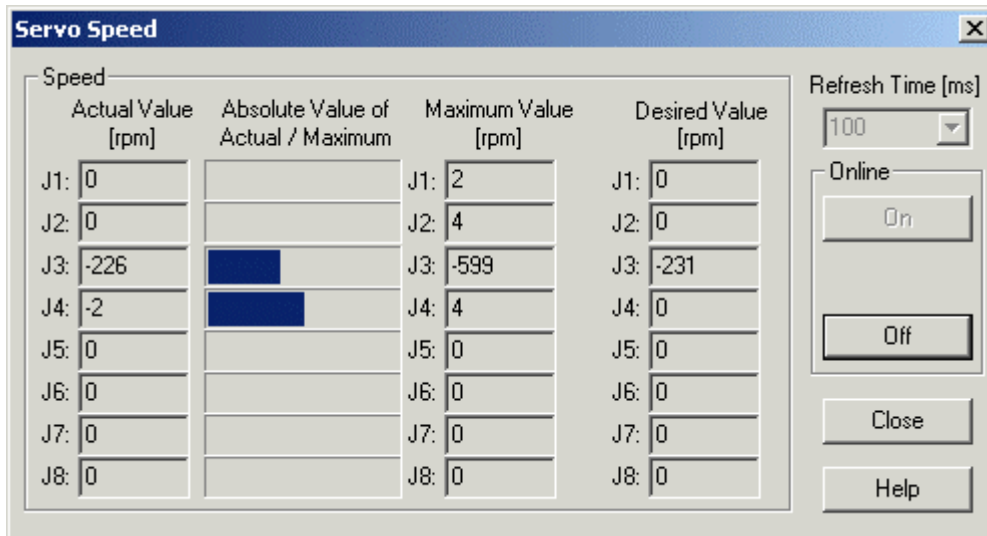 Servo Speed
Speed
Actual Value [rpm] Absolute Value of Actual / Maximum Maximum Value [rpm] Desired Value [rpm]
J1: 0 J1: 2 J1: 0
J2: 0 J2: 4 J2: 0
J3: -226 J3: -599 J3: -231
J4: -2 J4: 4 J4: 0
J5: 0 J5: 0 J5: 0
J6: 0 J6: 0 J6: 0
J7: 0 J7: 0 J7: 0
J8: 0 J8: 0 J8: 0
Refresh Time [ms]
100
Online
On
Off
Close
Help